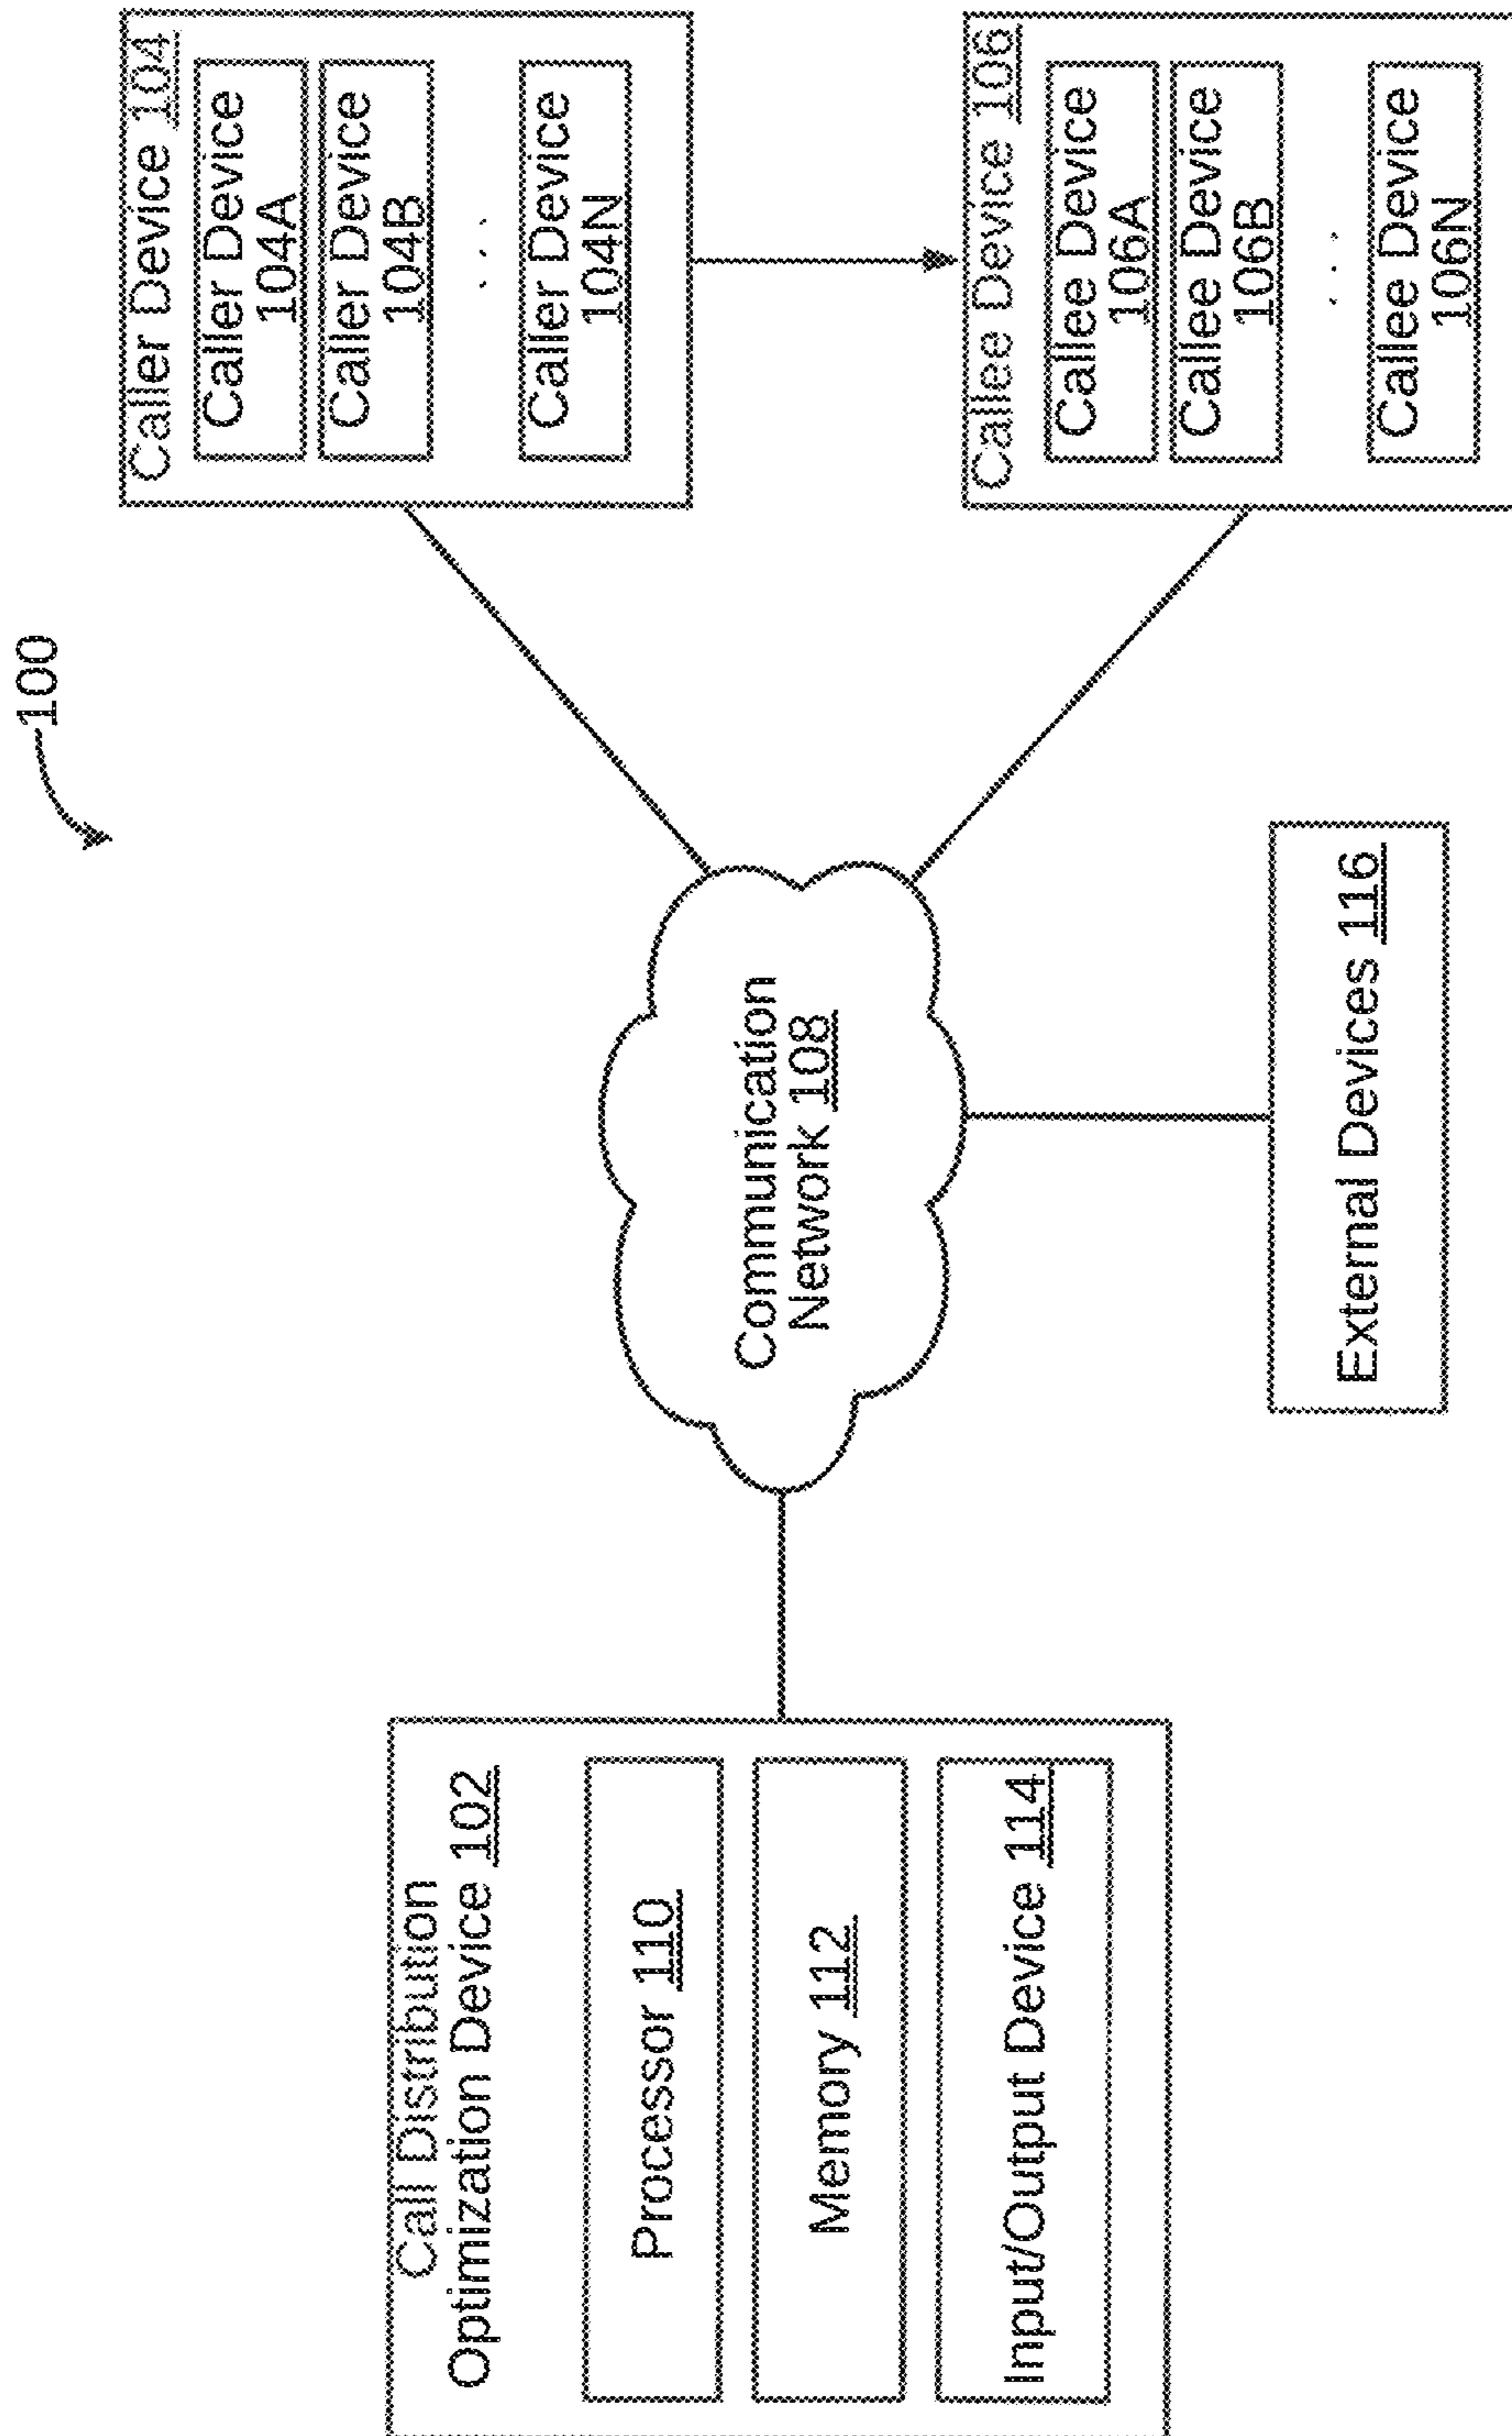 100
Call Distribution
Optimization Device 102
Processor 110
Memory 112
Input/Output Device 114
Communication
Network 108
External Devices 116
Caller Device 104
Caller Device
104A
Caller Device
104B
. . .
Caller Device
104N
Callee Device 106
Callee Device
106A
Callee Device
106B
. . .
Callee Device
106N